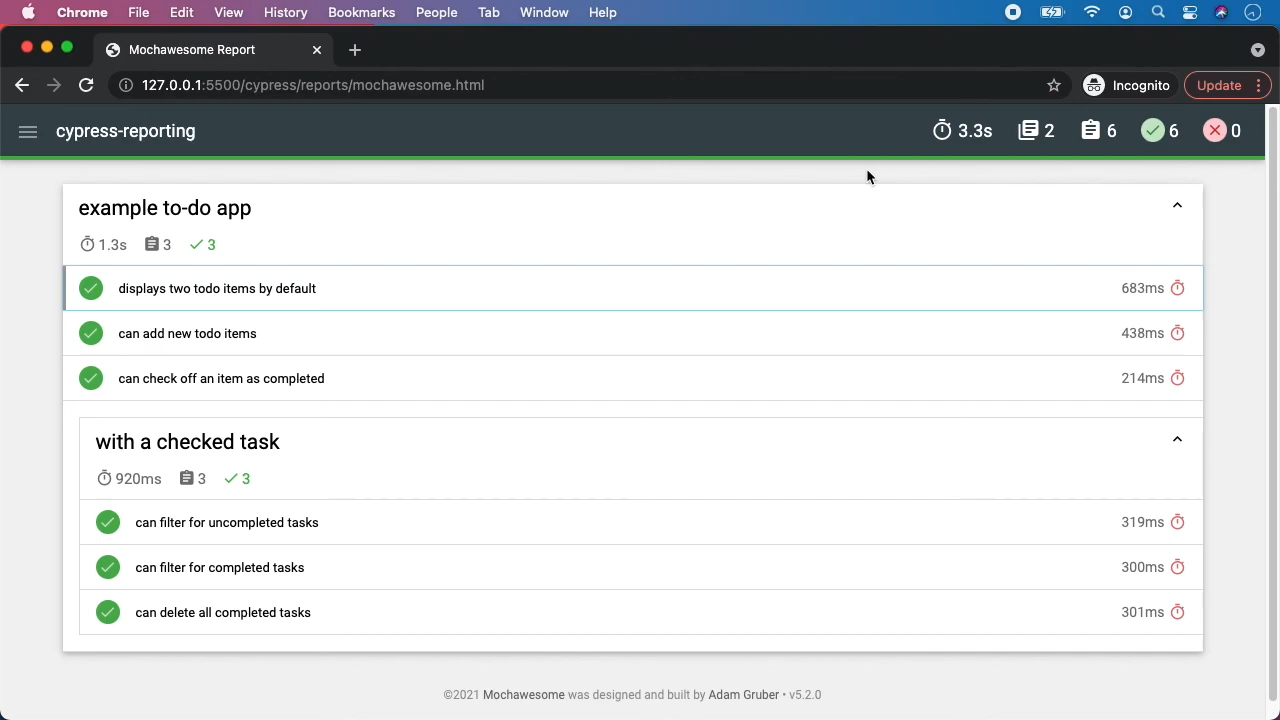 Chrome File Edit View History Bookmarks People Tab Window Help
Mochawesome Report
127.0.0.1:5500/cypress/reports/mochawesome.html
Incognito
Update
cypress-reporting
3.3s 2 6 6 0
example to-do app
1.3s 3 3
displays two todo items by default 683ms
can add new todo items 438ms
can check off an item as completed 214ms
with a checked task
920ms 3 3
can filter for uncompleted tasks 319ms
can filter for completed tasks 300ms
can delete all completed tasks 301ms
©2021 Mochawesome was designed and built by Adam Gruber • v5.2.0